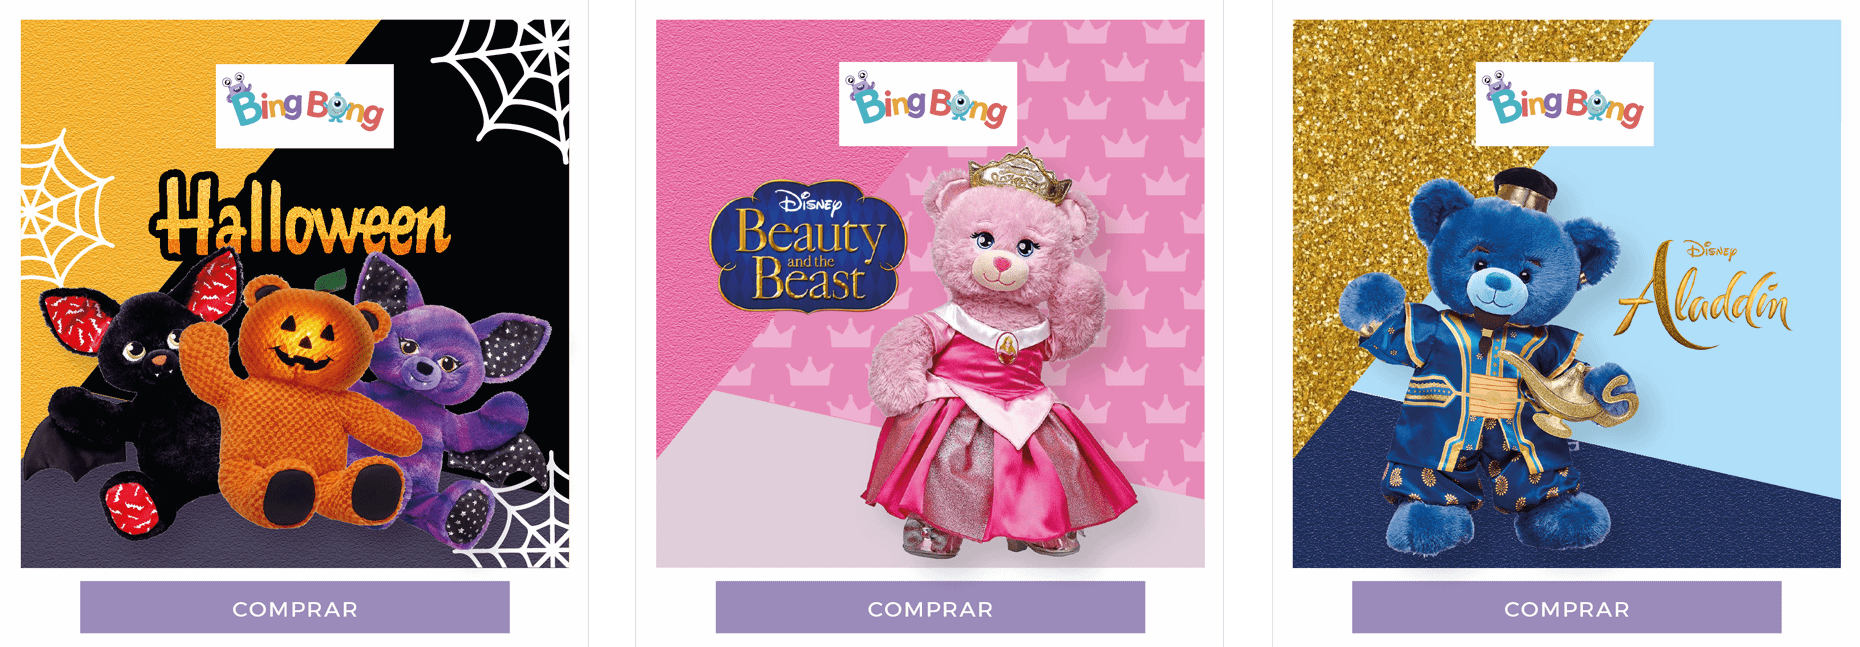 Bing Bong
Halloween
COMPRAR
Bing Bong
Disney
Beauty
and the
Beast
COMPRAR
Bing Bong
Disney
Aladdin
COMPRAR